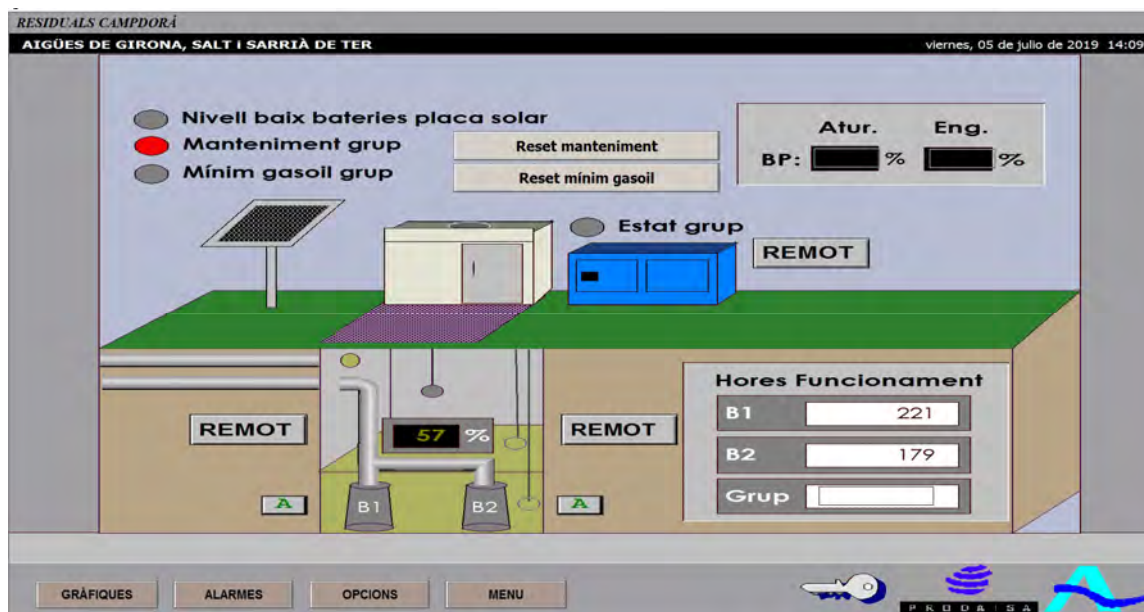 RESIDUALS CAMPDORÀ
AIGÜES DE GIRONA, SALT I SARRIÀ DE TER viernes, 05 de julio de 2019 14:09
Nivell baix bateries placa solar
Manteniment grup Reset manteniment
Mínim gasoil grup Reset mínim gasoil
Atur. Eng.
BP: % %
Estat grup
REMOT
Hores Funcionament
B1 221
REMOT 57 % REMOT
B2 179
Grup
A B1 B2 A
GRÀFIQUES ALARMES OPCIONS MENU
PRODAISA